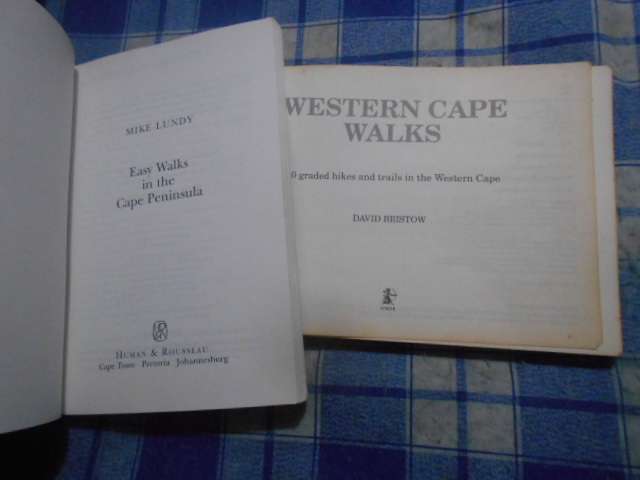 MIKE LUNDY
Easy Walks
in the
Cape Peninsula
HUMAN & ROUSSEAU
Cape Town Pretoria Johannesburg
WESTERN CAPE
WALKS
0 graded hikes and trails in the Western Cape
DAVID BRISTOW